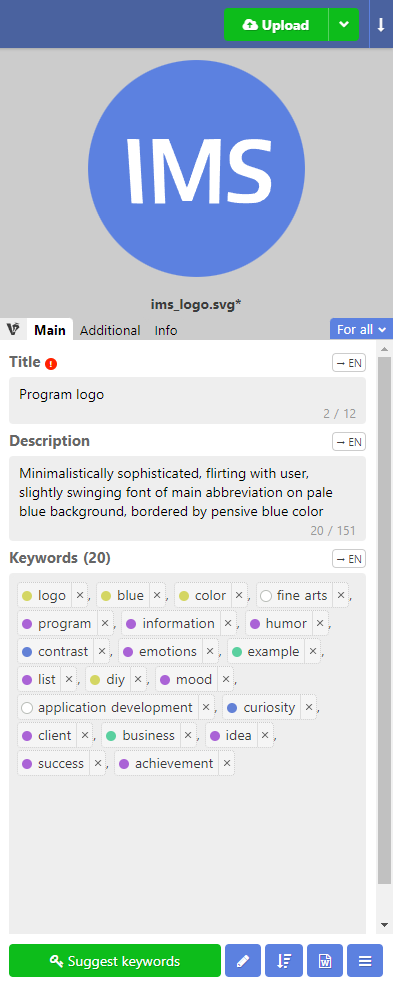 Upload
IMS
ims_logo.svg*
Main Additional Info For all
Title → EN
Program logo
2 / 12
Description → EN
Minimalistically sophisticated, flirting with user,
slightly swinging font of main abbreviation on pale
blue background, bordered by pensive blue color
20 / 151
Keywords (20) → EN
logo ×, blue ×, color ×, fine arts ×,
program ×, information ×, humor ×,
contrast ×, emotions ×, example ×,
list ×, diy ×, mood ×,
application development ×, curiosity ×,
client ×, business ×, idea ×,
success ×, achievement ×
Suggest keywords